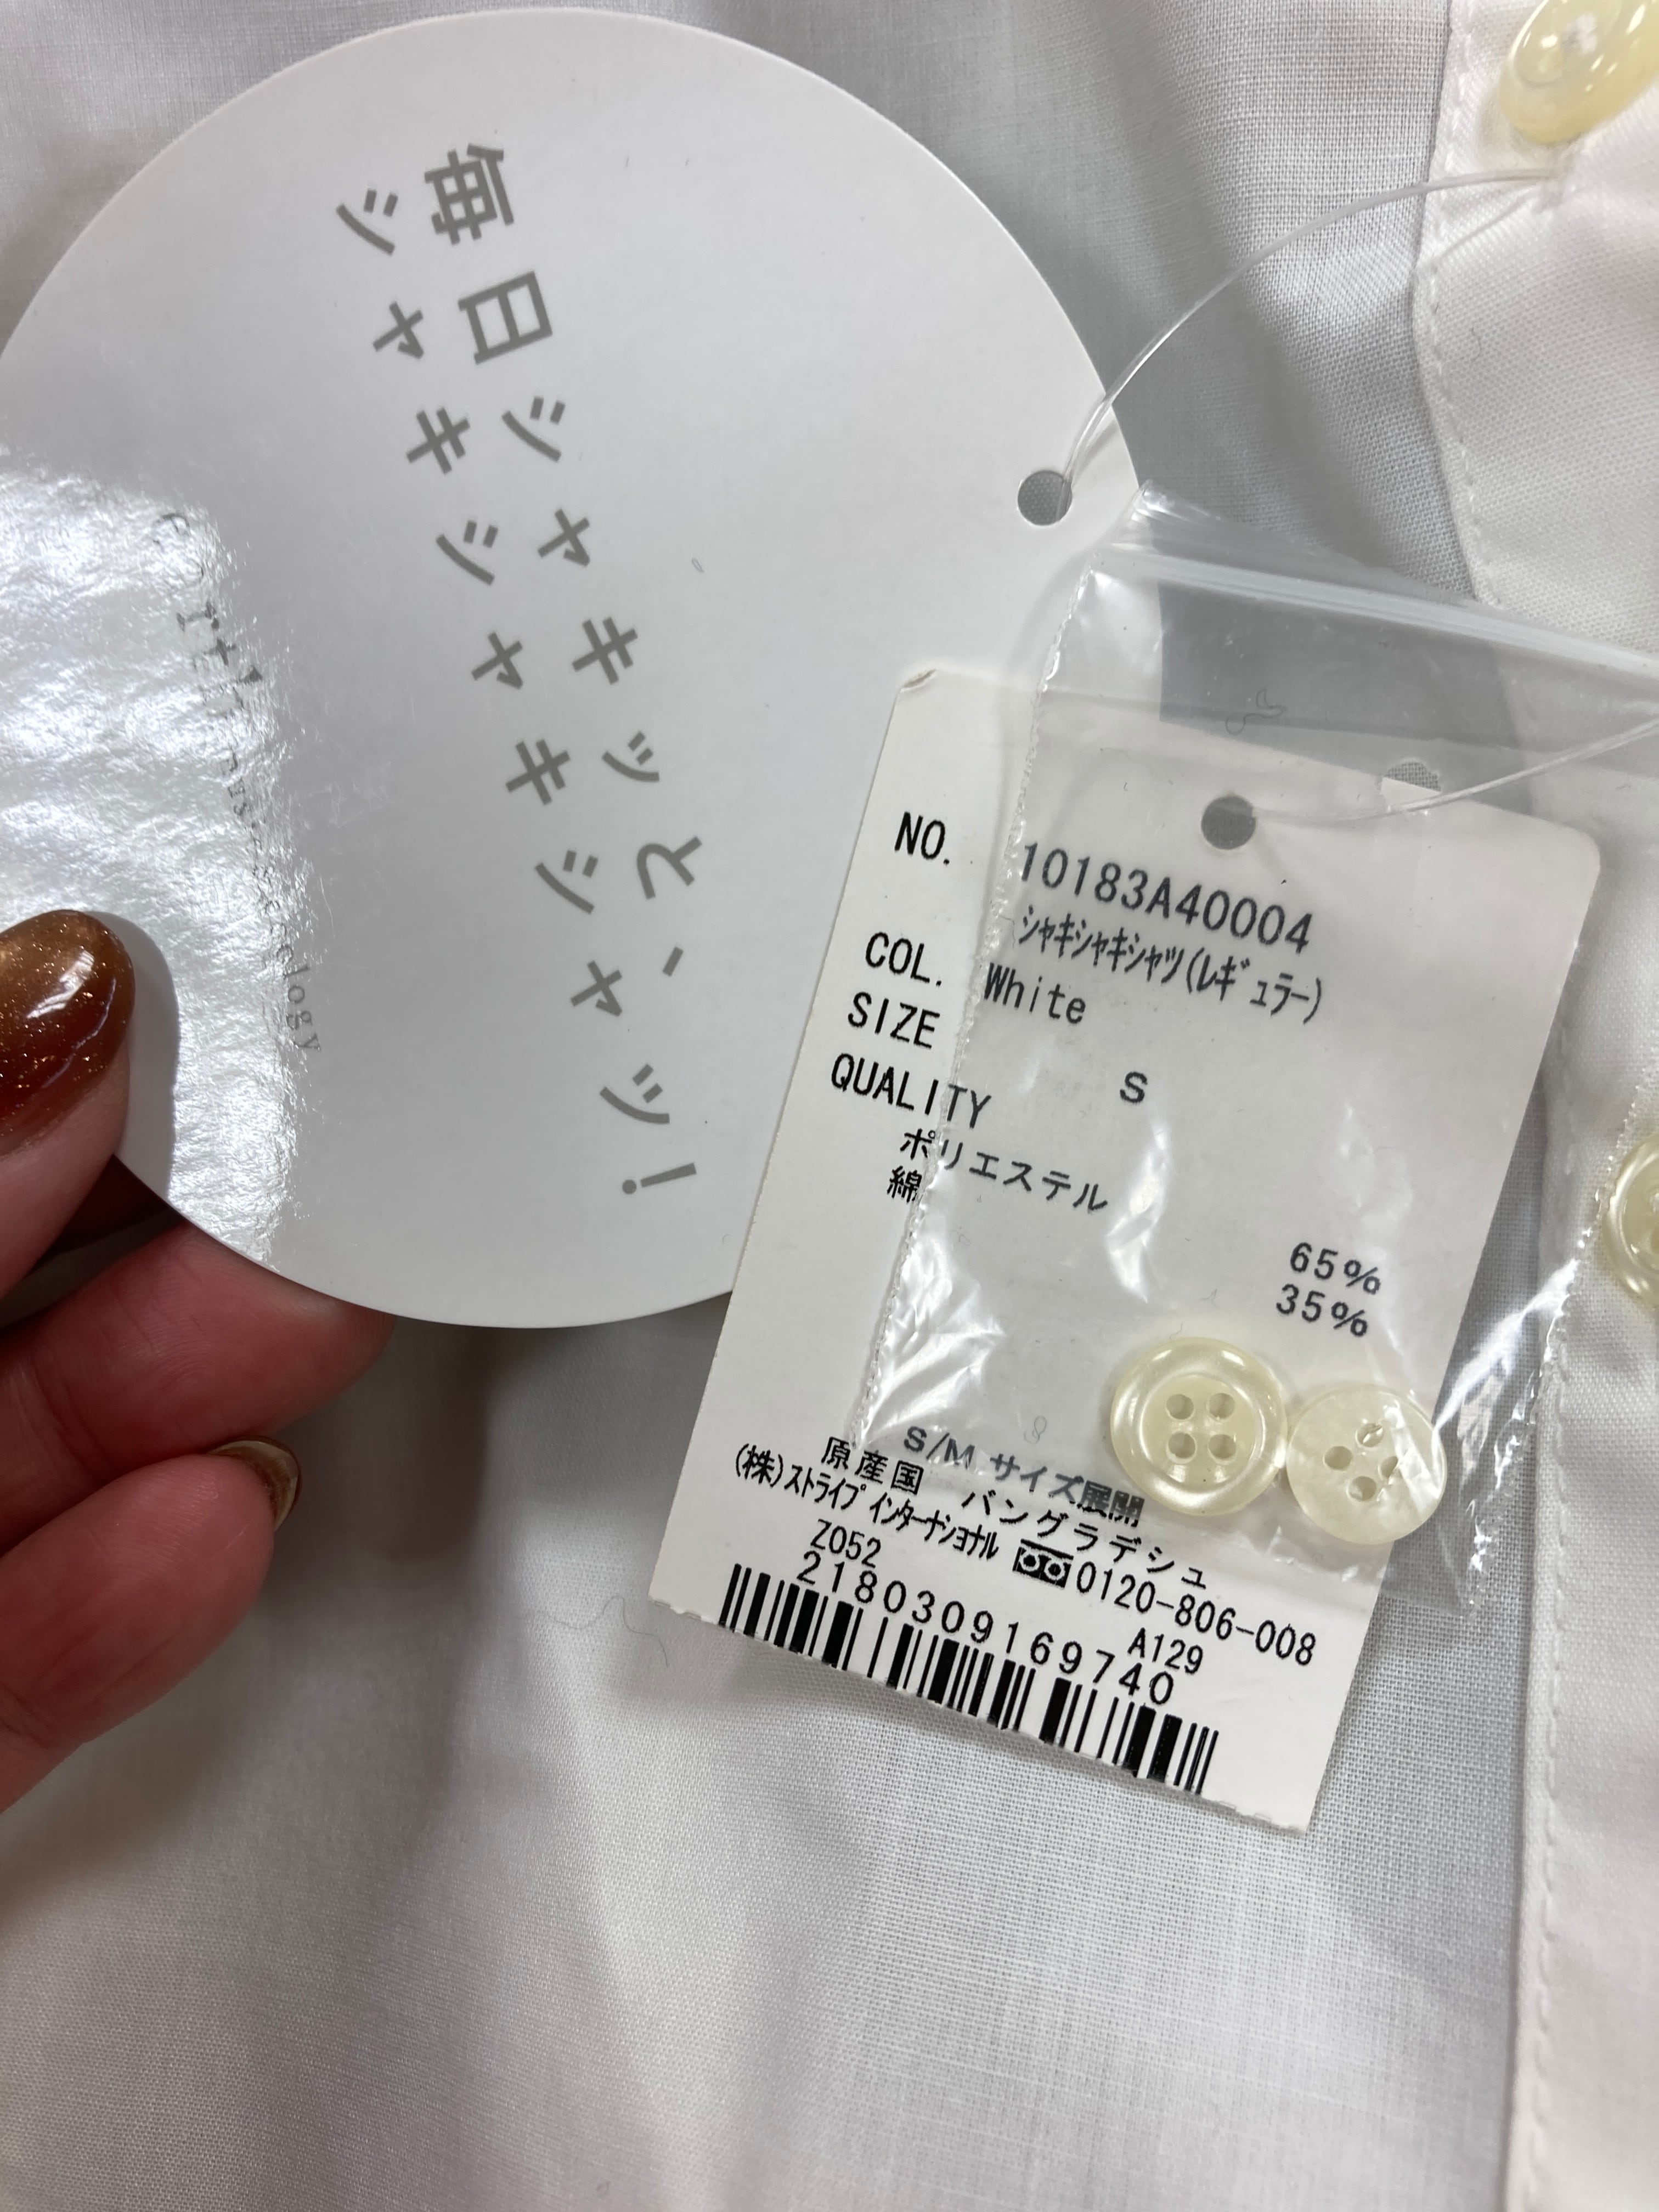 毎日シャキッと、
シャキシャキシャツ!
earth music&ecology
NO. 10183A40004
シャキシャキシャツ(レギュラー)
COL. White
SIZE S
QUALITY
ポリエステル 65%
綿 35%
S/M サイズ展開
原産国 バングラデシュ
(株)ストライプインターナショナル 0120-806-008
Z052 A129
2180309169740